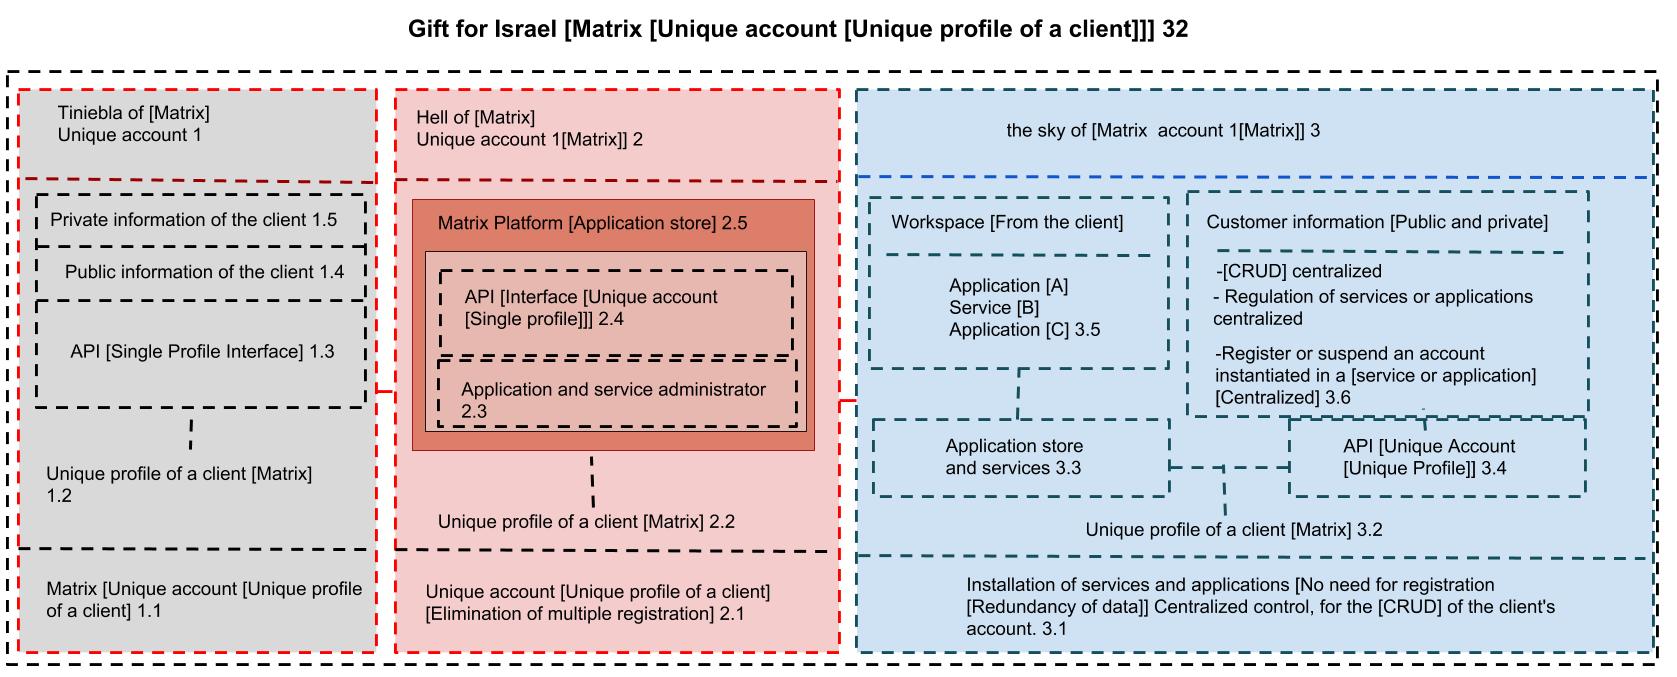 Gift for Israel [Matrix [Unique account [Unique profile of a client]]] 32
Tiniebla of [Matrix]
Unique account 1
Private information of the client 1.5
Public information of the client 1.4
API [Single Profile Interface] 1.3
Unique profile of a client [Matrix]
1.2
Matrix [Unique account [Unique profile
of a client] 1.1
Hell of [Matrix]
Unique account 1[Matrix]] 2
Matrix Platform [Application store] 2.5
API [Interface [Unique account
[Single profile]]] 2.4
Application and service administrator
2.3
Unique profile of a client [Matrix] 2.2
Unique account [Unique profile of a client]
[Elimination of multiple registration] 2.1
the sky of [Matrix  account 1[Matrix]] 3
Workspace [From the client]
Application [A]
Service [B]
Application [C] 3.5
Customer information [Public and private]
-[CRUD] centralized
- Regulation of services or applications
centralized
-Register or suspend an account
instantiated in a [service or application]
[Centralized] 3.6
Application store
and services 3.3
API [Unique Account
[Unique Profile]] 3.4
Unique profile of a client [Matrix] 3.2
Installation of services and applications [No need for registration
[Redundancy of data]] Centralized control, for the [CRUD] of the client's
account. 3.1